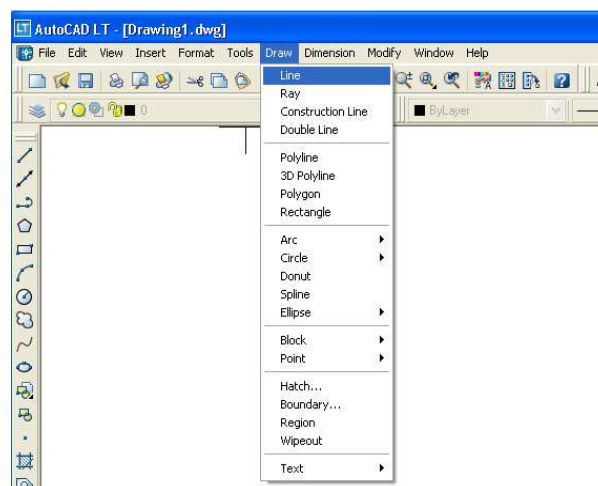 LT AutoCAD LT - [Drawing1.dwg]
File Edit View Insert Format Tools Draw Dimension Modify Window Help
0 ByLayer
Line
Ray
Construction Line
Double Line
Polyline
3D Polyline
Polygon
Rectangle
Arc
Circle
Donut
Spline
Ellipse
Block
Point
Hatch...
Boundary...
Region
Wipeout
Text